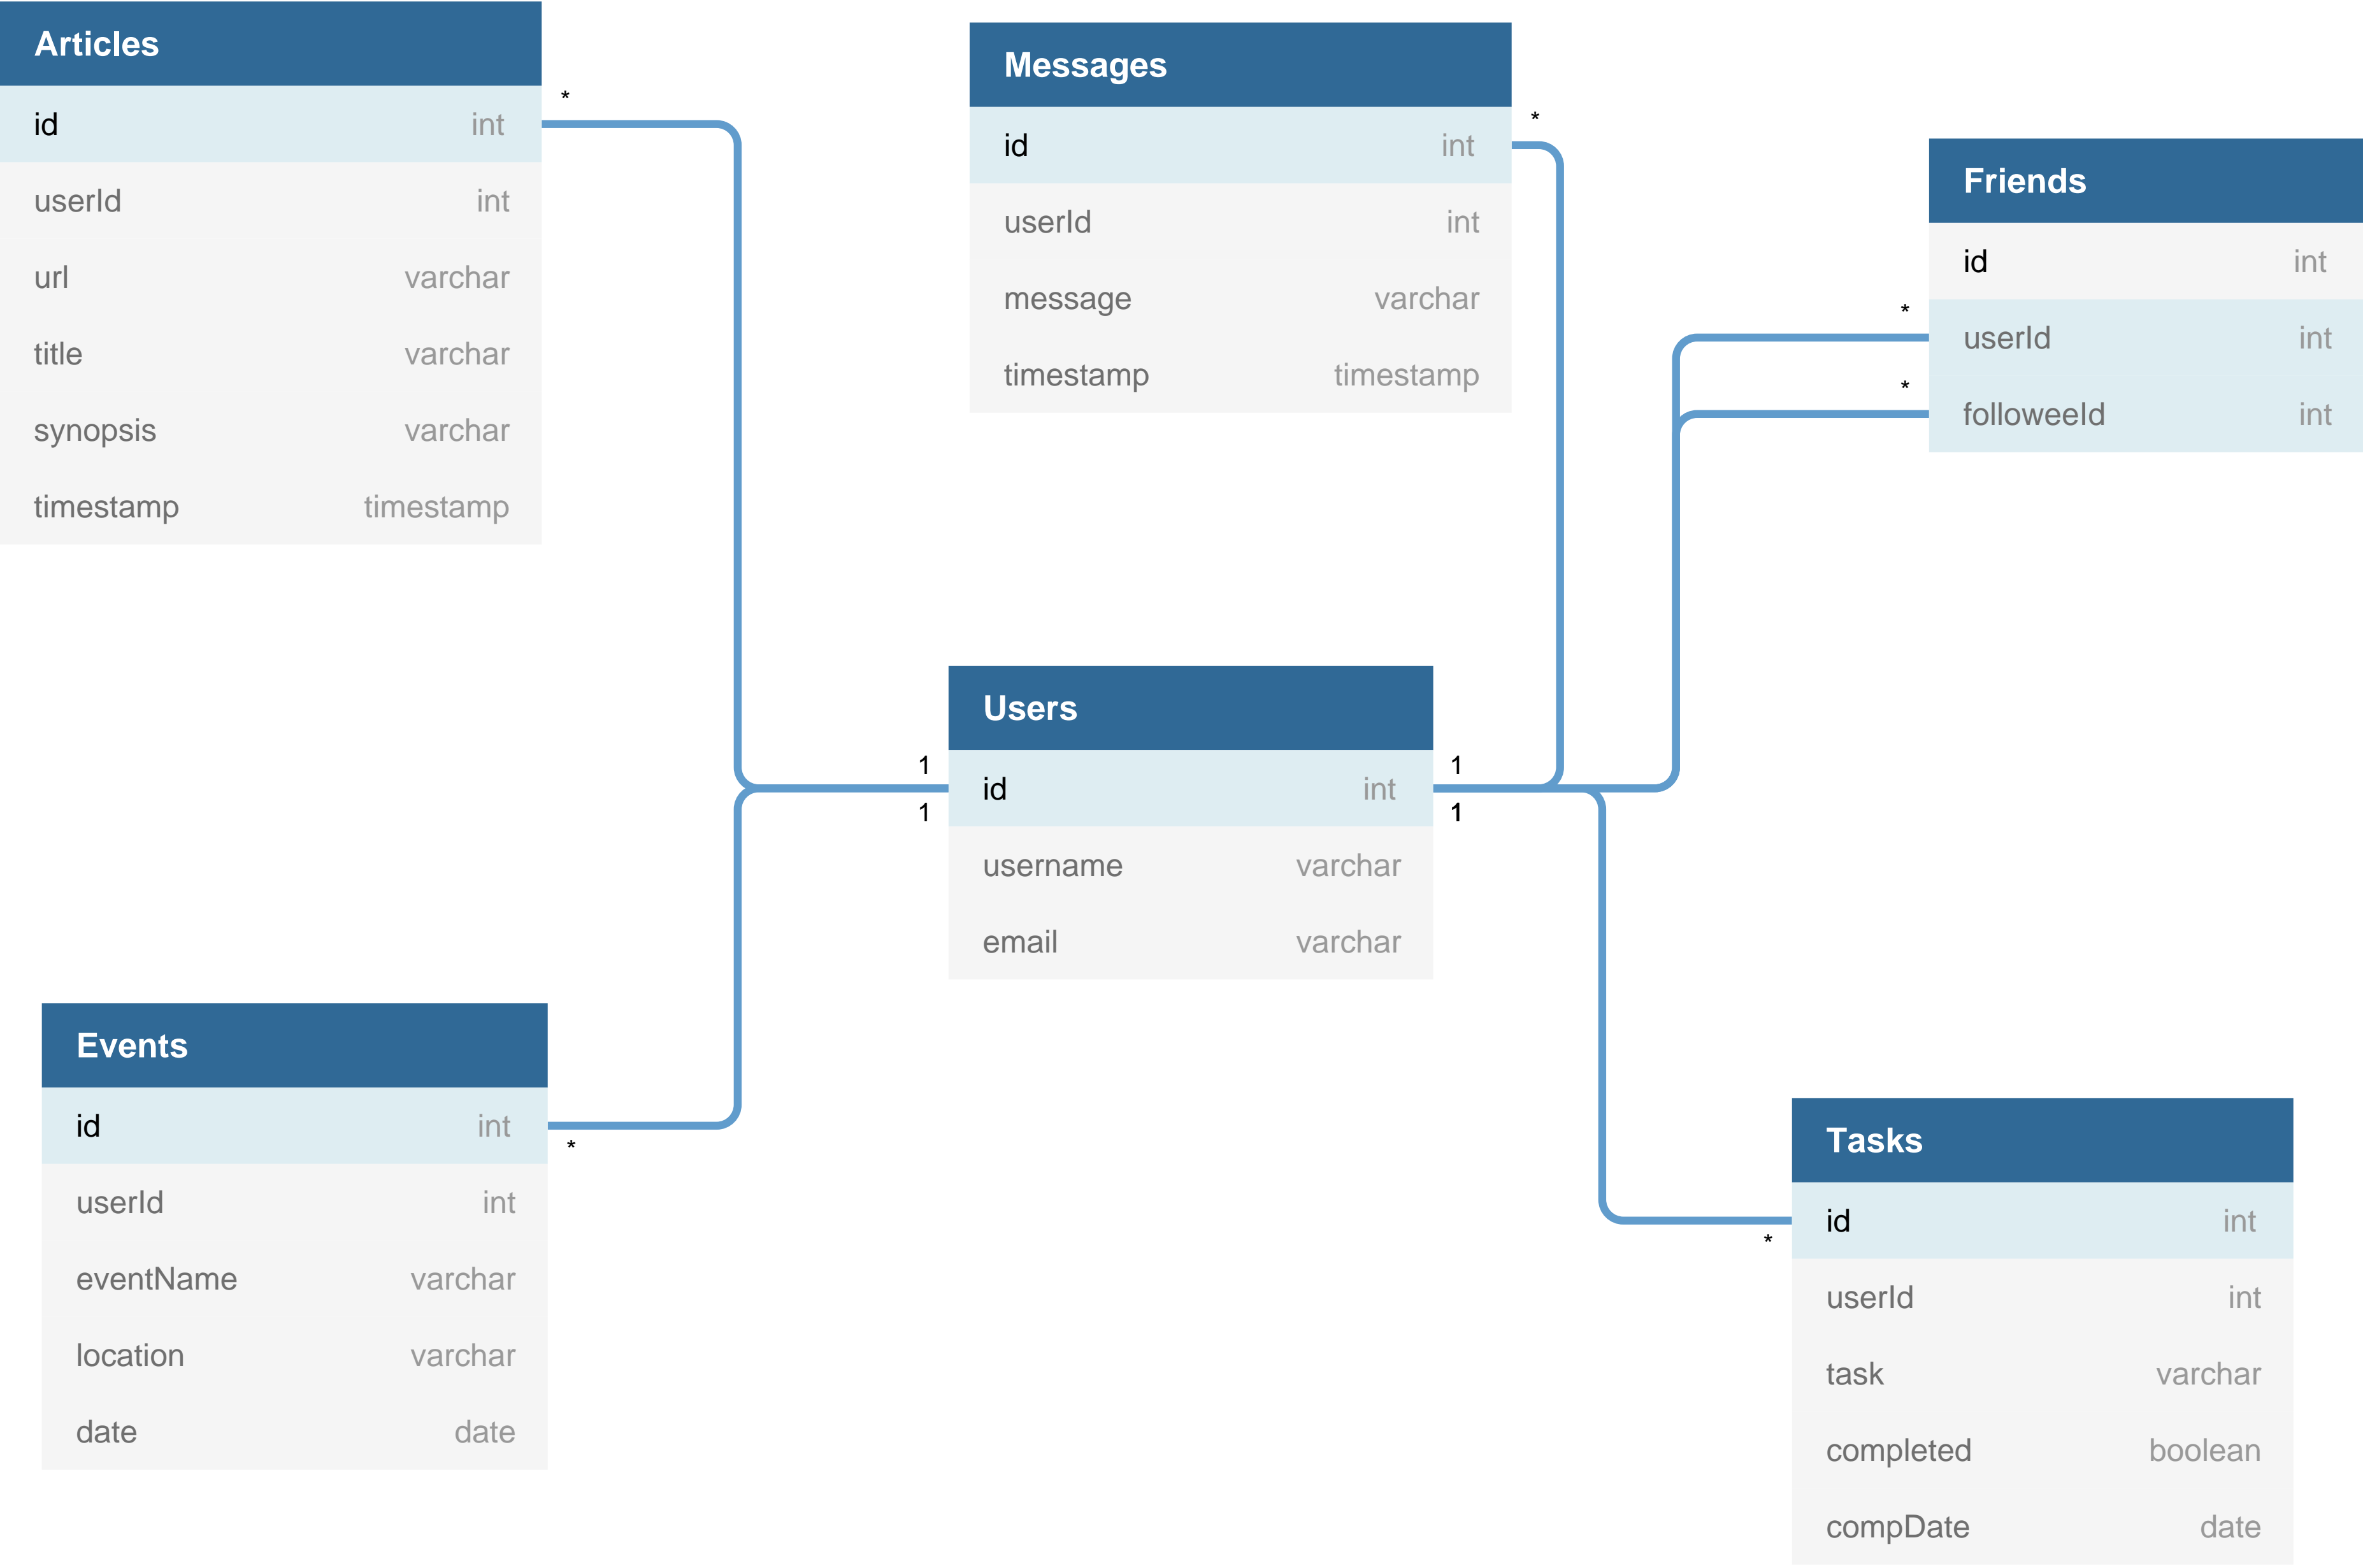 Articles
id int
userId int
url varchar
title varchar
synopsis varchar
timestamp timestamp
*
Messages
id int
userId int
message varchar
timestamp timestamp
*
Friends
id int
userId int
followeeId int
*
*
Users
id int
username varchar
email varchar
1
1
1
1
Events
id int
userId int
eventName varchar
location varchar
date date
*
Tasks
id int
userId int
task varchar
completed boolean
compDate date
*